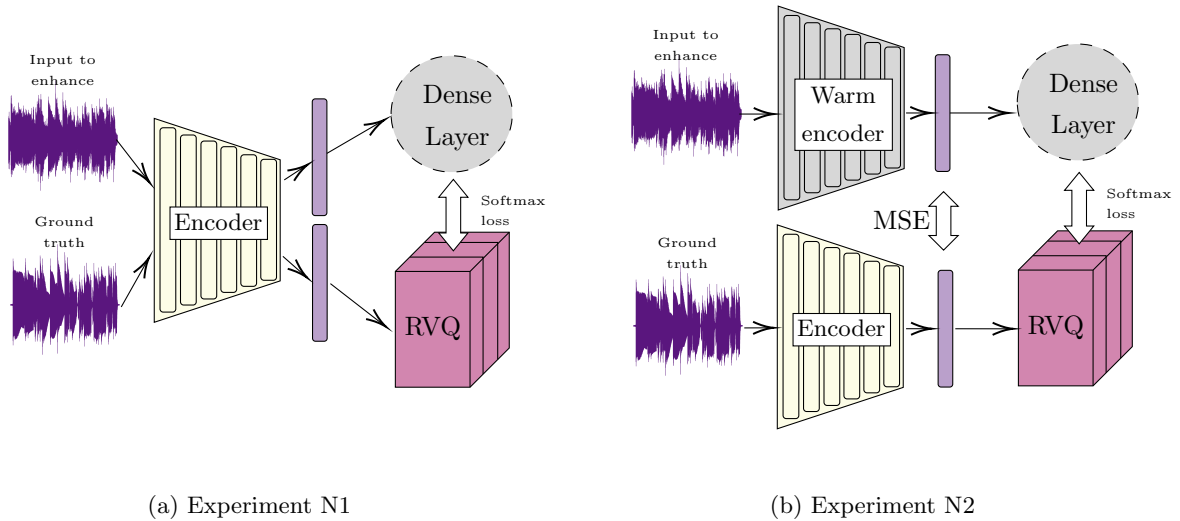 Input to
enhance
Dense
Layer
Encoder
Softmax
loss
Ground
truth
RVQ
(a) Experiment N1
Input to
enhance
Warm
encoder
Dense
Layer
MSE
Softmax
loss
Ground
truth
Encoder
RVQ
(b) Experiment N2